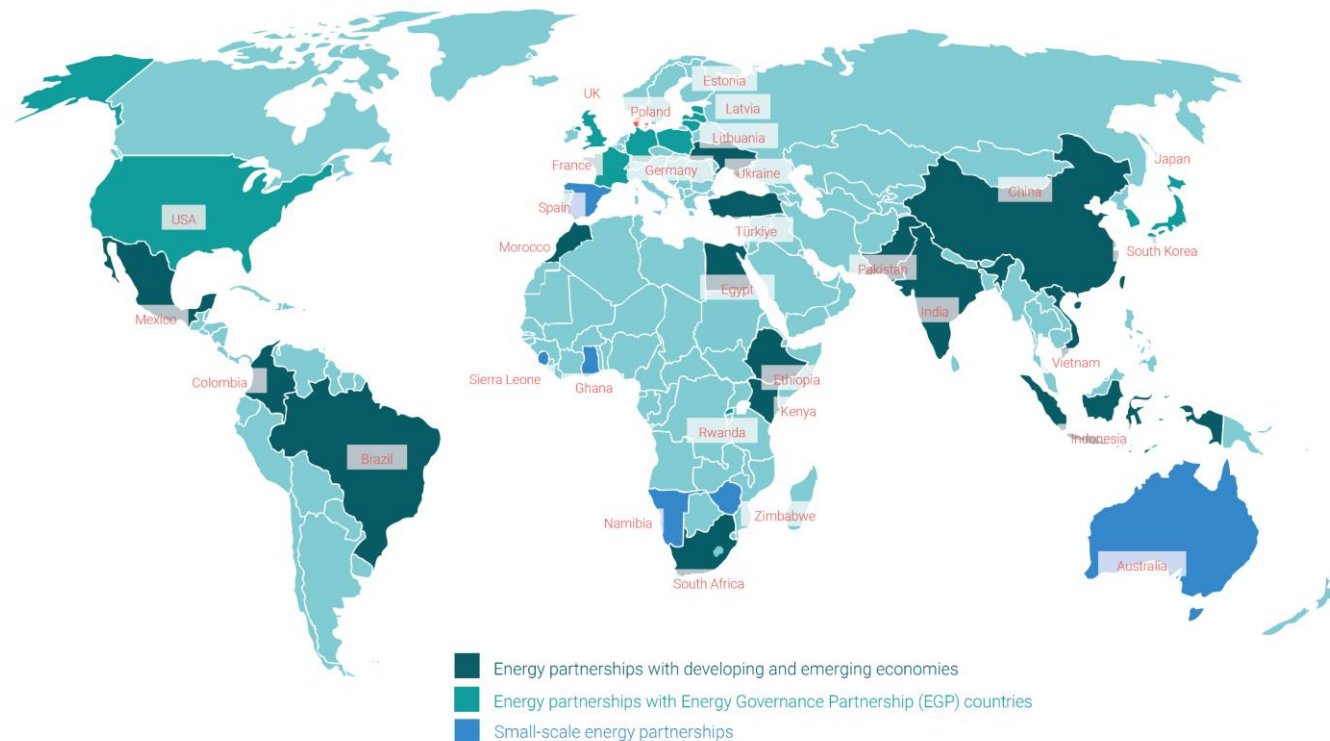 Estonia
UK
Poland
Latvia
Lithuania
France
Germany
Ukraine
Japan
China
Spain
USA
Türkiye
Morocco
South Korea
Pakistan
Egypt
India
Mexico
Vietnam
Colombia
Sierra Leone
Ghana
Ethiopia
Kenya
Rwanda
Indonesia
Brazil
Namibia
Zimbabwe
Australia
South Africa
Energy partnerships with developing and emerging economies
Energy partnerships with Energy Governance Partnership (EGP) countries
Small-scale energy partnerships